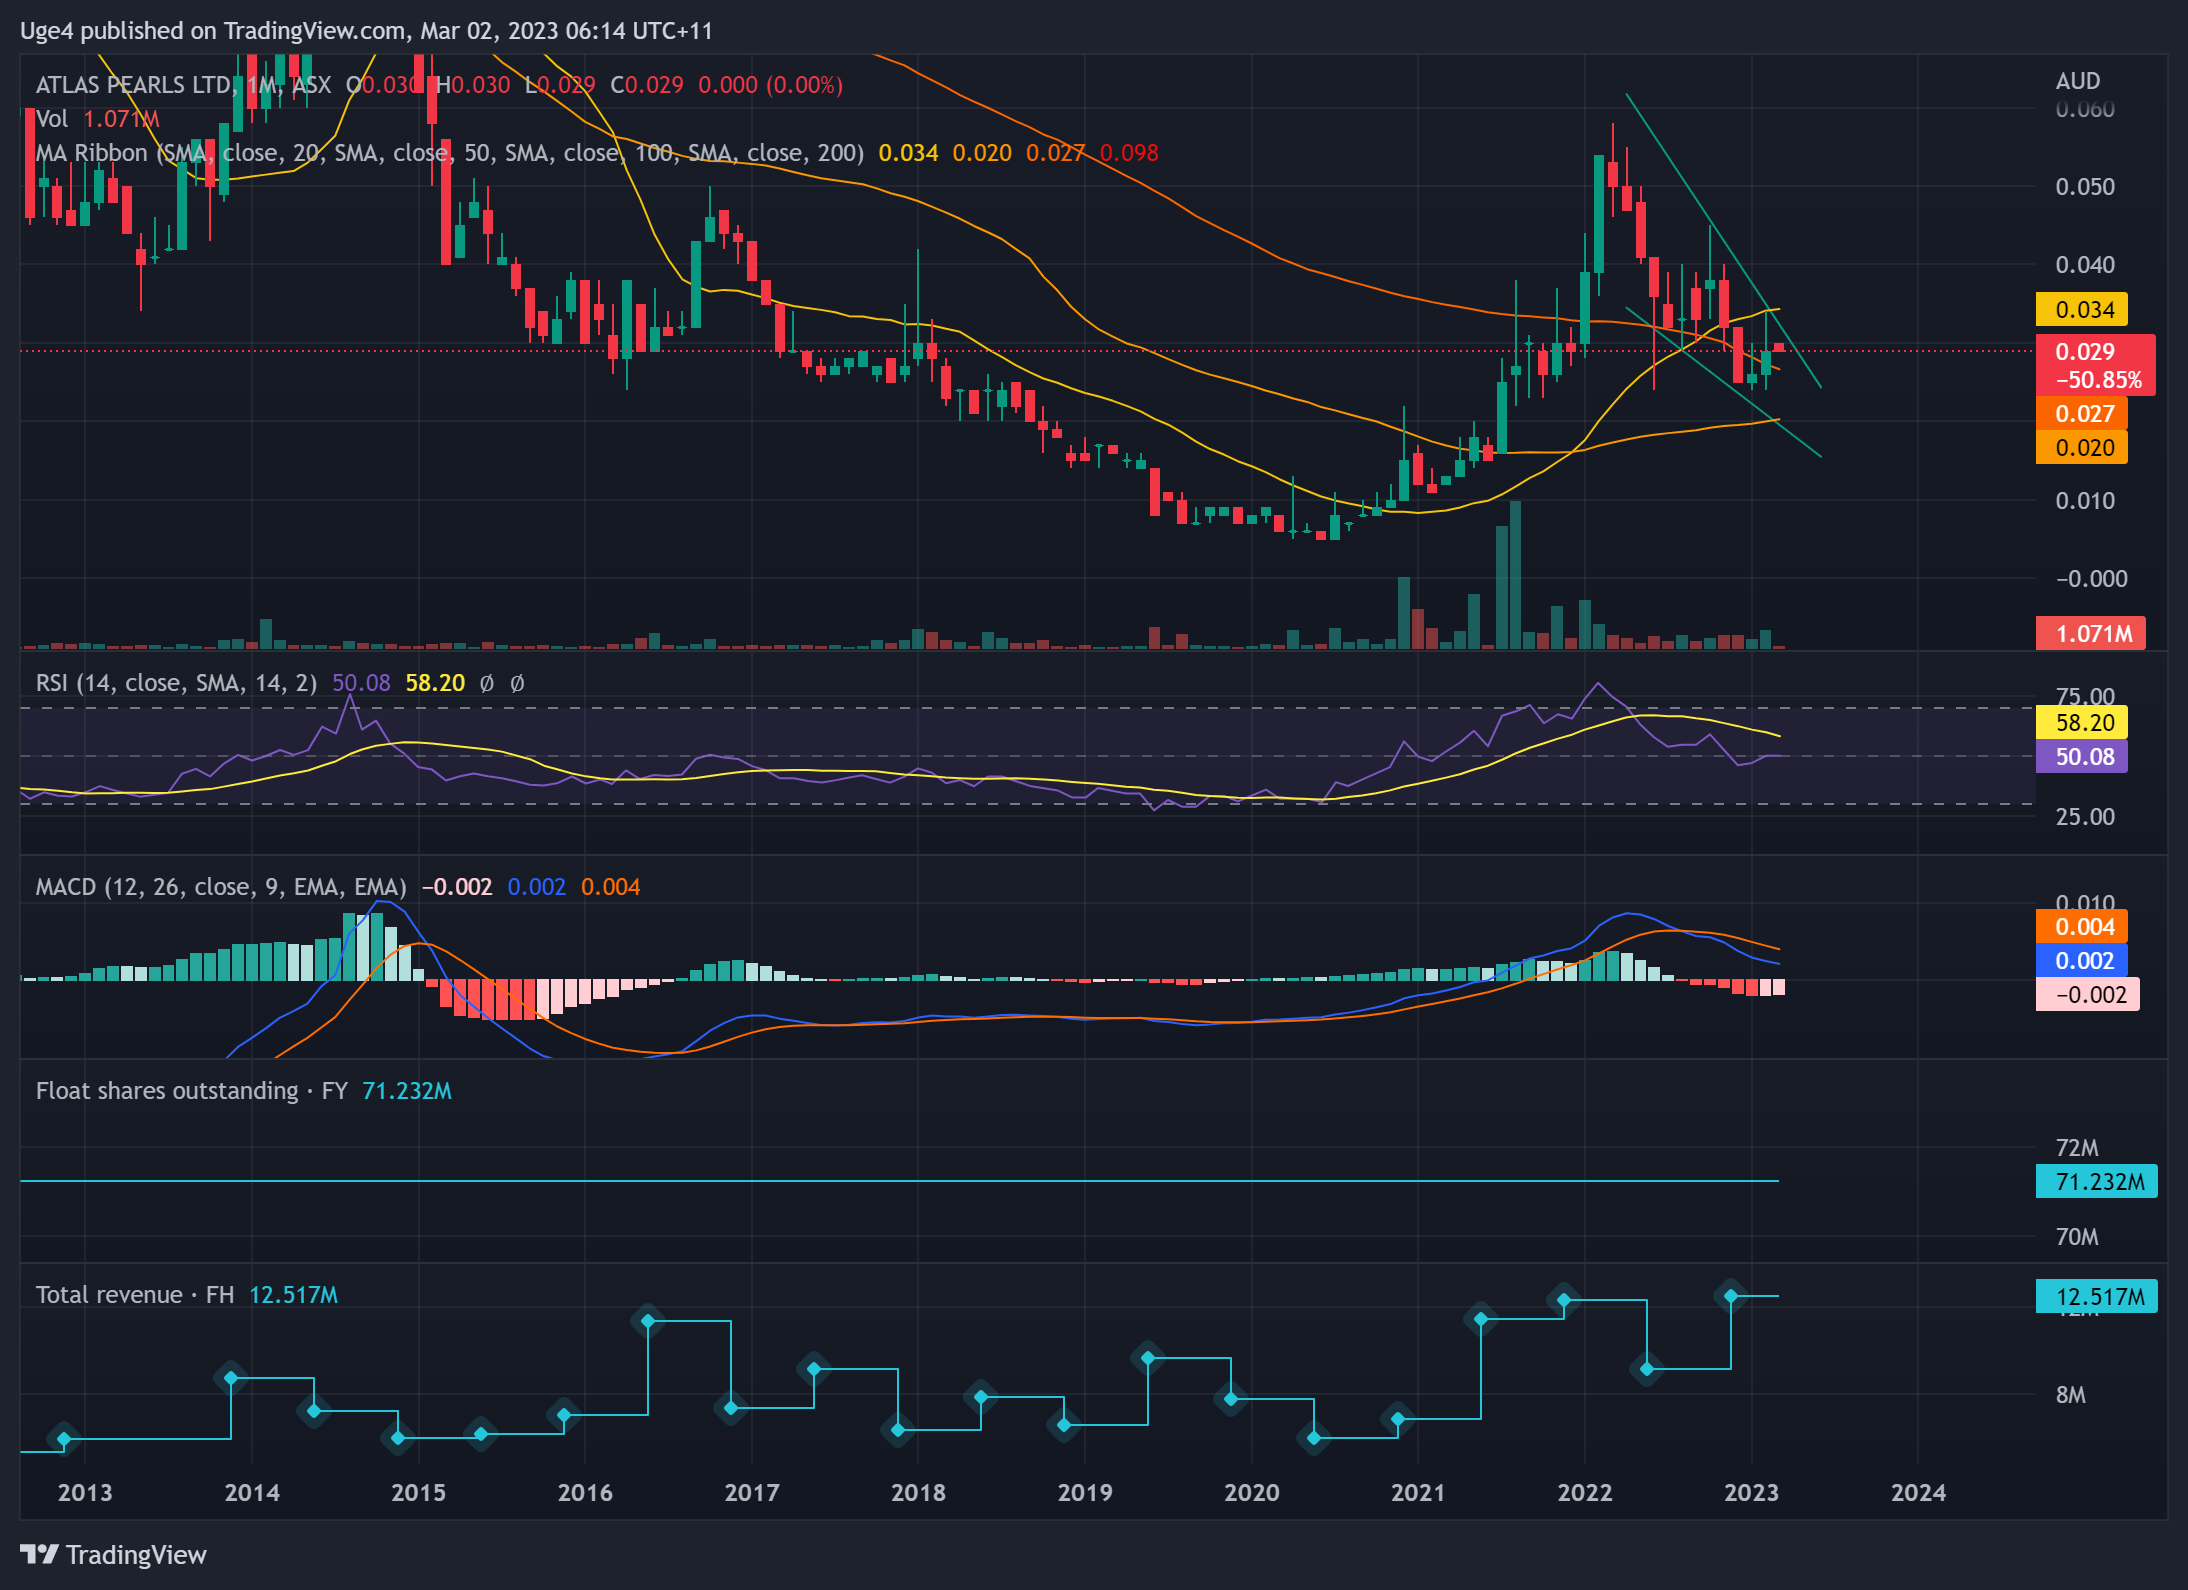 Uge4 published on TradingView.com, Mar 02, 2023 06:14 UTC+11
ATLAS PEARLS LTD, 1M, ASX O0.030 H0.030 L0.029 C0.029 0.000 (0.00%)
Vol 1.071M
MA Ribbon (SMA, close, 20, SMA, close, 50, SMA, close, 100, SMA, close, 200) 0.034 0.020 0.027 0.098
AUD
0.060
0.050
0.040
0.034
0.029
−50.85%
0.027
0.020
0.010
−0.000
1.071M
RSI (14, close, SMA, 14, 2) 50.08 58.20 Ø Ø
75.00
58.20
50.08
25.00
MACD (12, 26, close, 9, EMA, EMA) −0.002 0.002 0.004
0.010
0.004
0.002
−0.002
Float shares outstanding · FY 71.232M
72M
71.232M
70M
Total revenue · FH 12.517M
12.517M
12M
8M
2013 2014 2015 2016 2017 2018 2019 2020 2021 2022 2023 2024
TradingView